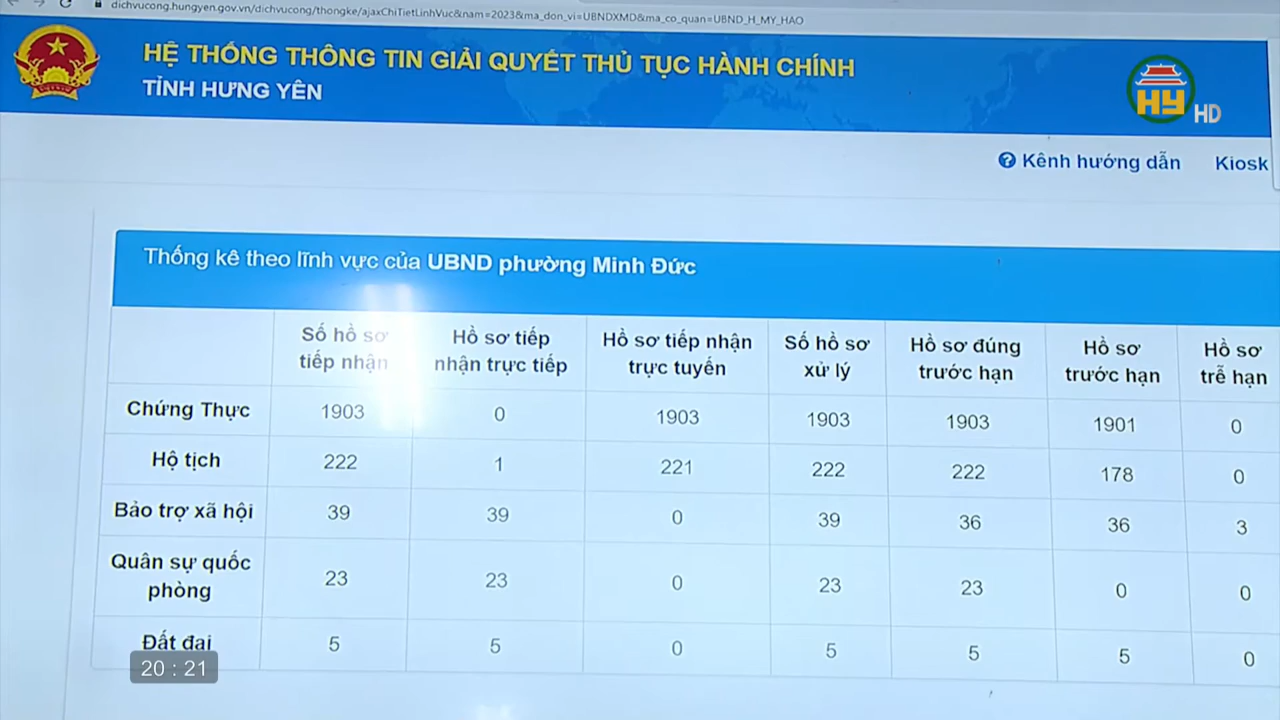 dichvucong.hungyen.gov.vn/dichvucong/thongke/ajaxChiTietLinhVuc&nam=2023&ma_don_vi=UBNDXMD&ma_co_quan=UBND_H_MY_HAO
HỆ THỐNG THÔNG TIN GIẢI QUYẾT THỦ TỤC HÀNH CHÍNH
TỈNH HƯNG YÊN
HY HD
Kênh hướng dẫn Kiosk
Thống kê theo lĩnh vực của UBND phường Minh Đức
Số hồ sơ tiếp nhận
Hồ sơ tiếp nhận trực tiếp
Hồ sơ tiếp nhận trực tuyến
Số hồ sơ xử lý
Hồ sơ đúng trước hạn
Hồ sơ trước hạn
Hồ sơ trễ hạn
Chứng Thực 1903 0 1903 1903 1903 1901 0
Hộ tịch 222 1 221 222 222 178 0
Bảo trợ xã hội 39 39 0 39 36 36 3
Quân sự quốc phòng 23 23 0 23 23 0 0
Đất đai 5 5 0 5 5 5 0
20 : 21